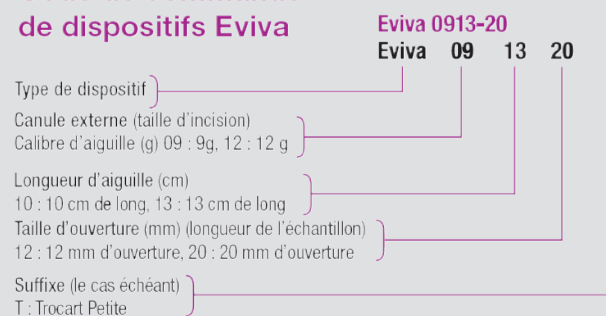 de dispositifs Eviva
Eviva 0913-20
Eviva 09 13 20
Type de dispositif
Canule externe (taille d'incision)
Calibre d'aiguille (g) 09 : 9g, 12 : 12 g
Longueur d'aiguille (cm)
10 : 10 cm de long, 13 : 13 cm de long
Taille d'ouverture (mm) (longueur de l'échantillon)
12 : 12 mm d'ouverture, 20 : 20 mm d'ouverture
Suffixe (le cas échéant)
T : Trocart Petite